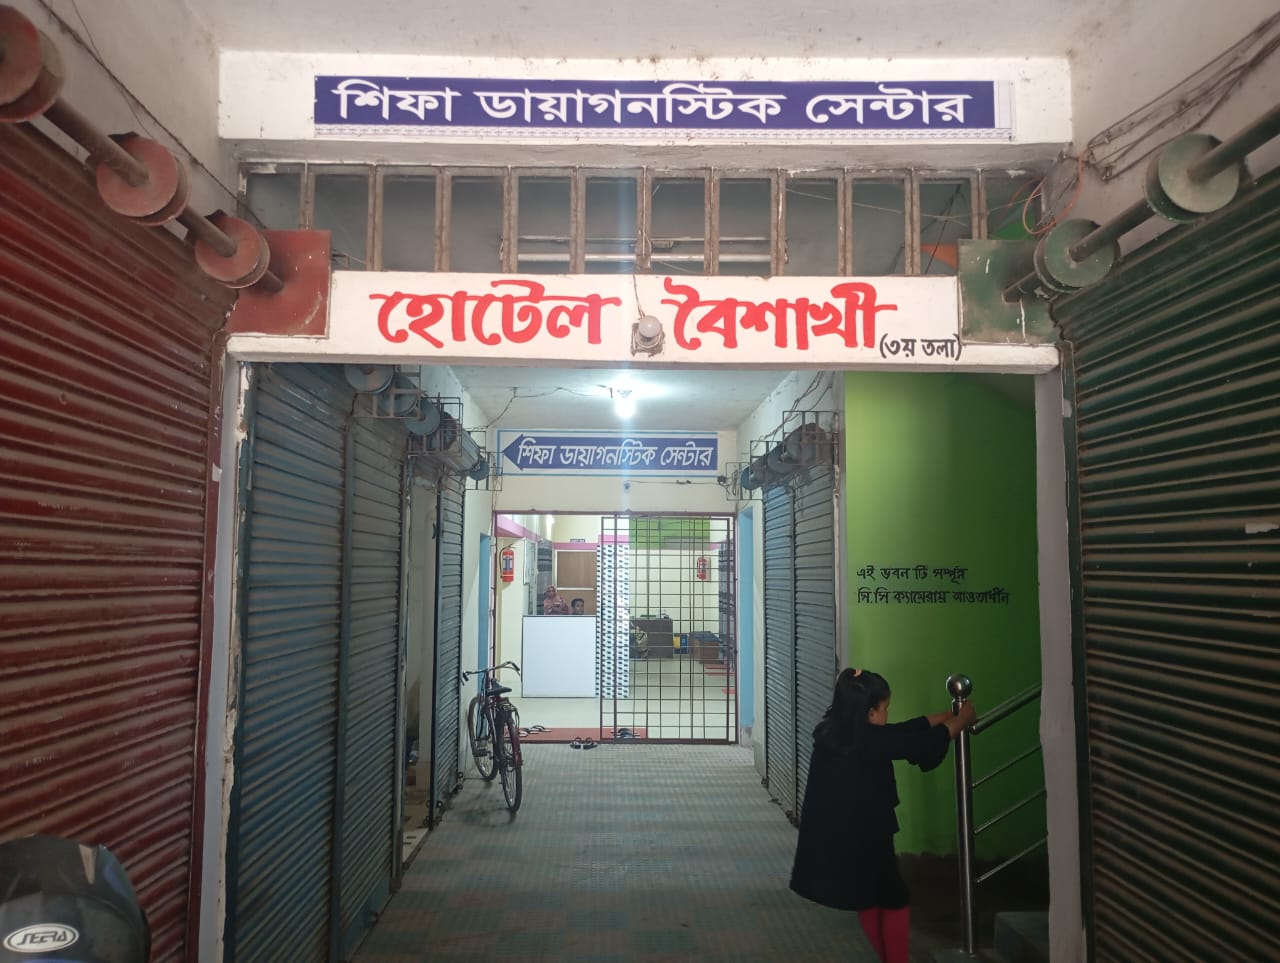 শিফা ডায়াগনস্টিক সেন্টার
হোটেল বৈশাখী
(৩য় তলা)
শিফা ডায়াগনস্টিক সেন্টার
এই ভবন টি সম্পূন্ন
সি.সি ক্যামেরায় আওতাধীন